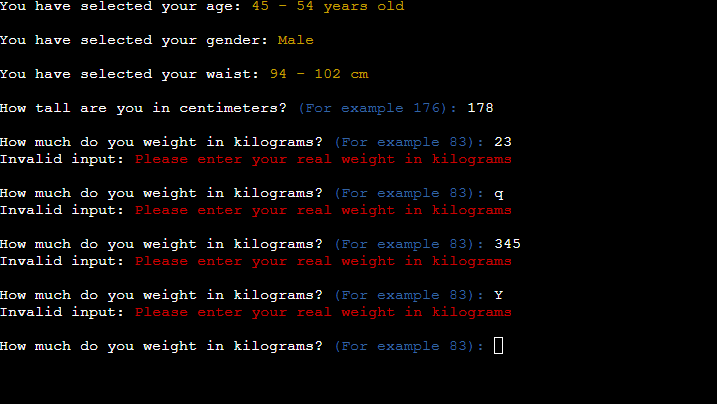 You have selected your age: 45 - 54 years old
You have selected your gender: Male
You have selected your waist: 94 - 102 cm
How tall are you in centimeters? (For example 176): 178
How much do you weight in kilograms? (For example 83): 23
Invalid input: Please enter your real weight in kilograms
How much do you weight in kilograms? (For example 83): q
Invalid input: Please enter your real weight in kilograms
How much do you weight in kilograms? (For example 83): 345
Invalid input: Please enter your real weight in kilograms
How much do you weight in kilograms? (For example 83): Y
Invalid input: Please enter your real weight in kilograms
How much do you weight in kilograms? (For example 83):